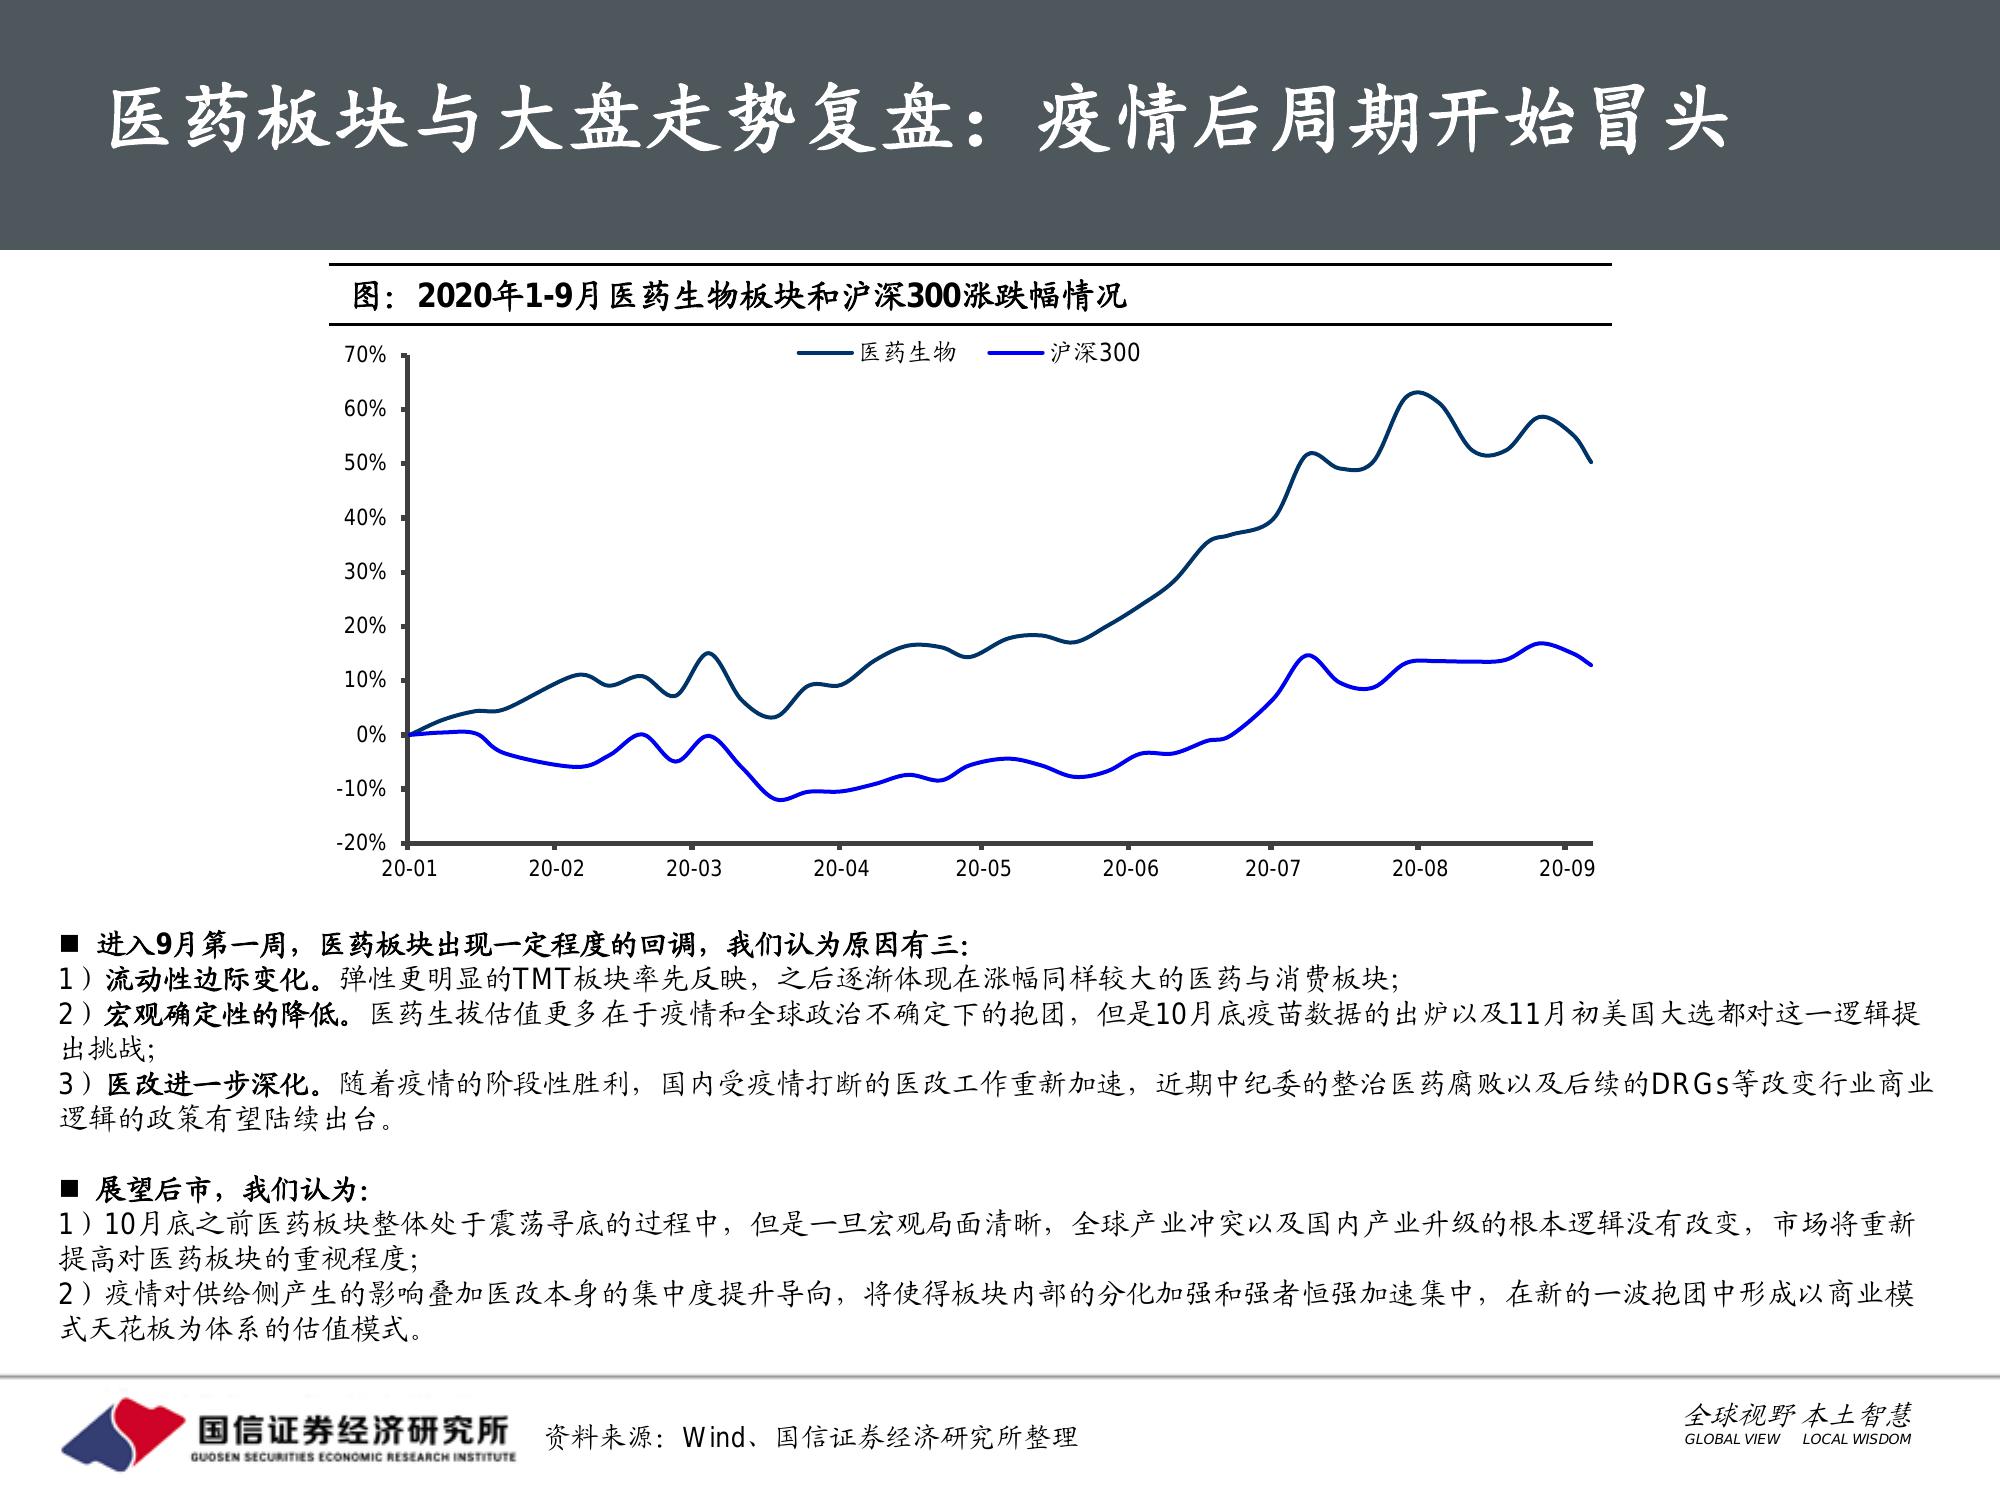 医药板块与大盘走势复盘：疫情后周期开始冒头
图： 2020年1-9月医药生物板块和沪深300涨跌幅情况
医药生物 沪深300
70%
60%
50%
40%
30%
20%
10%
0%
-10%
-20%
20-01 20-02 20-03 20-04 20-05 20-06 20-07 20-08 20-09
■ 进入9月第一周，医药板块出现一定程度的回调，我们认为原因有三：
1）流动性边际变化。弹性更明显的TMT板块率先反映，之后逐渐体现在涨幅同样较大的医药与消费板块；
2）宏观确定性的降低。医药生拔估值更多在于疫情和全球政治不确定下的抱团，但是10月底疫苗数据的出炉以及11月初美国大选都对这一逻辑提
出挑战；
3）医改进一步深化。随着疫情的阶段性胜利，国内受疫情打断的医改工作重新加速，近期中纪委的整治医药腐败以及后续的DRGs等改变行业商业
逻辑的政策有望陆续出台。
■ 展望后市，我们认为：
1）10月底之前医药板块整体处于震荡寻底的过程中，但是一旦宏观局面清晰，全球产业冲突以及国内产业升级的根本逻辑没有改变，市场将重新
提高对医药板块的重视程度；
2）疫情对供给侧产生的影响叠加医改本身的集中度提升导向，将使得板块内部的分化加强和强者恒强加速集中，在新的一波抱团中形成以商业模
式天花板为体系的估值模式。
国信证券经济研究所
GUOSEN SECURITIES ECONOMIC RESEARCH INSTITUTE
资料来源：Wind、国信证券经济研究所整理
全球视野 本土智慧
GLOBAL VIEW LOCAL WISDOM